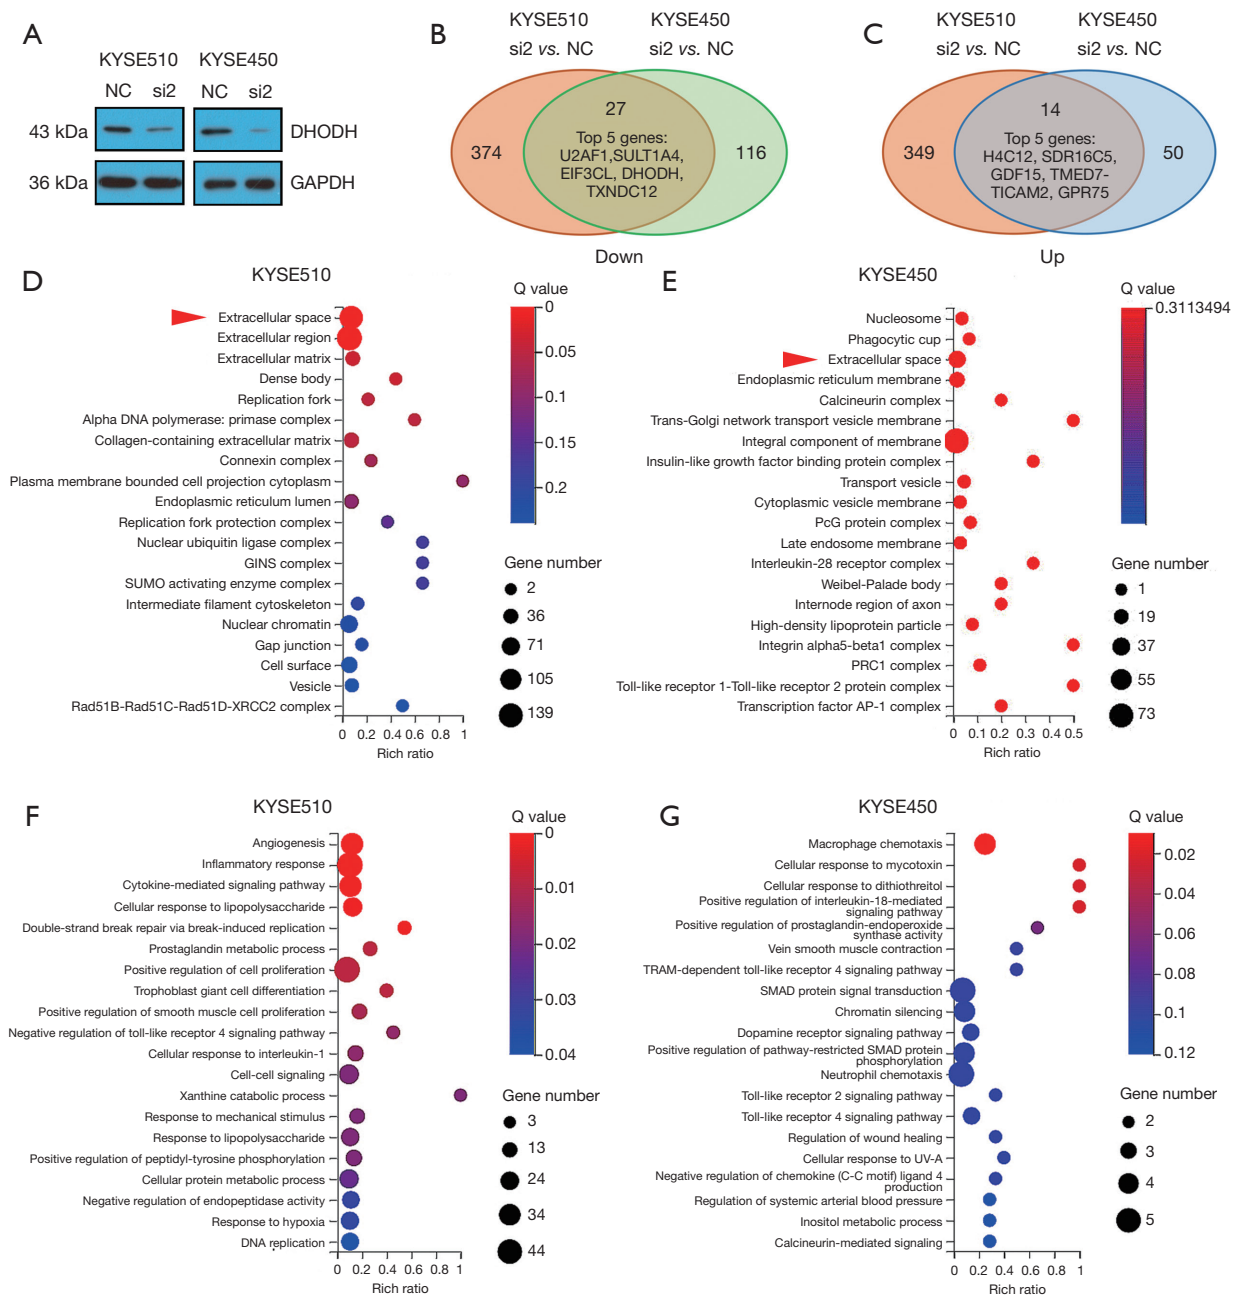 A
KYSE510 KYSE450
NC si2 NC si2
43 kDa DHODH
36 kDa GAPDH
B
KYSE510 KYSE450
si2 vs. NC si2 vs. NC
27
374 116
Top 5 genes:
U2AF1,SULT1A4,
EIF3CL, DHODH,
TXNDC12
Down
C
KYSE510 KYSE450
si2 vs. NC si2 vs. NC
14
349 50
Top 5 genes:
H4C12, SDR16C5,
GDF15, TMED7-
TICAM2, GPR75
Up
D
KYSE510
Extracellular space
Extracellular region
Extracellular matrix
Dense body
Replication fork
Alpha DNA polymerase: primase complex
Collagen-containing extracellular matrix
Connexin complex
Plasma membrane bounded cell projection cytoplasm
Endoplasmic reticulum lumen
Replication fork protection complex
Nuclear ubiquitin ligase complex
GINS complex
SUMO activating enzyme complex
Intermediate filament cytoskeleton
Nuclear chromatin
Gap junction
Cell surface
Vesicle
Rad51B-Rad51C-Rad51D-XRCC2 complex
0 0.2 0.4 0.6 0.8 1
Rich ratio
Q value
0
0.05
0.1
0.15
0.2
Gene number
2
36
71
105
139
E
KYSE450
Nucleosome
Phagocytic cup
Extracellular space
Endoplasmic reticulum membrane
Calcineurin complex
Trans-Golgi network transport vesicle membrane
Integral component of membrane
Insulin-like growth factor binding protein complex
Transport vesicle
Cytoplasmic vesicle membrane
PcG protein complex
Late endosome membrane
Interleukin-28 receptor complex
Weibel-Palade body
Internode region of axon
High-density lipoprotein particle
Integrin alpha5-beta1 complex
PRC1 complex
Toll-like receptor 1-Toll-like receptor 2 protein complex
Transcription factor AP-1 complex
0 0.1 0.2 0.3 0.4 0.5
Rich ratio
Q value
0.3113494
Gene number
1
19
37
55
73
F
KYSE510
Angiogenesis
Inflammatory response
Cytokine-mediated signaling pathway
Cellular response to lipopolysaccharide
Double-strand break repair via break-induced replication
Prostaglandin metabolic process
Positive regulation of cell proliferation
Trophoblast giant cell differentiation
Positive regulation of smooth muscle cell proliferation
Negative regulation of toll-like receptor 4 signaling pathway
Cellular response to interleukin-1
Cell-cell signaling
Xanthine catabolic process
Response to mechanical stimulus
Response to lipopolysaccharide
Positive regulation of peptidyl-tyrosine phosphorylation
Cellular protein metabolic process
Negative regulation of endopeptidase activity
Response to hypoxia
DNA replication
0 0.2 0.4 0.6 0.8 1
Rich ratio
Q value
0
0.01
0.02
0.03
0.04
Gene number
3
13
24
34
44
G
KYSE450
Macrophage chemotaxis
Cellular response to mycotoxin
Cellular response to dithiothreitol
Positive regulation of interleukin-18-mediated
signaling pathway
Positive regulation of prostaglandin-endoperoxide
synthase activity
Vein smooth muscle contraction
TRAM-dependent toll-like receptor 4 signaling pathway
SMAD protein signal transduction
Chromatin silencing
Dopamine receptor signaling pathway
Positive regulation of pathway-restricted SMAD protein
phosphorylation
Neutrophil chemotaxis
Toll-like receptor 2 signaling pathway
Toll-like receptor 4 signaling pathway
Regulation of wound healing
Cellular response to UV-A
Negative regulation of chemokine (C-C motif) ligand 4
production
Regulation of systemic arterial blood pressure
Inositol metabolic process
Calcineurin-mediated signaling
0 0.2 0.4 0.6 0.8 1
Rich ratio
Q value
0.02
0.04
0.06
0.08
0.1
0.12
Gene number
2
3
4
5